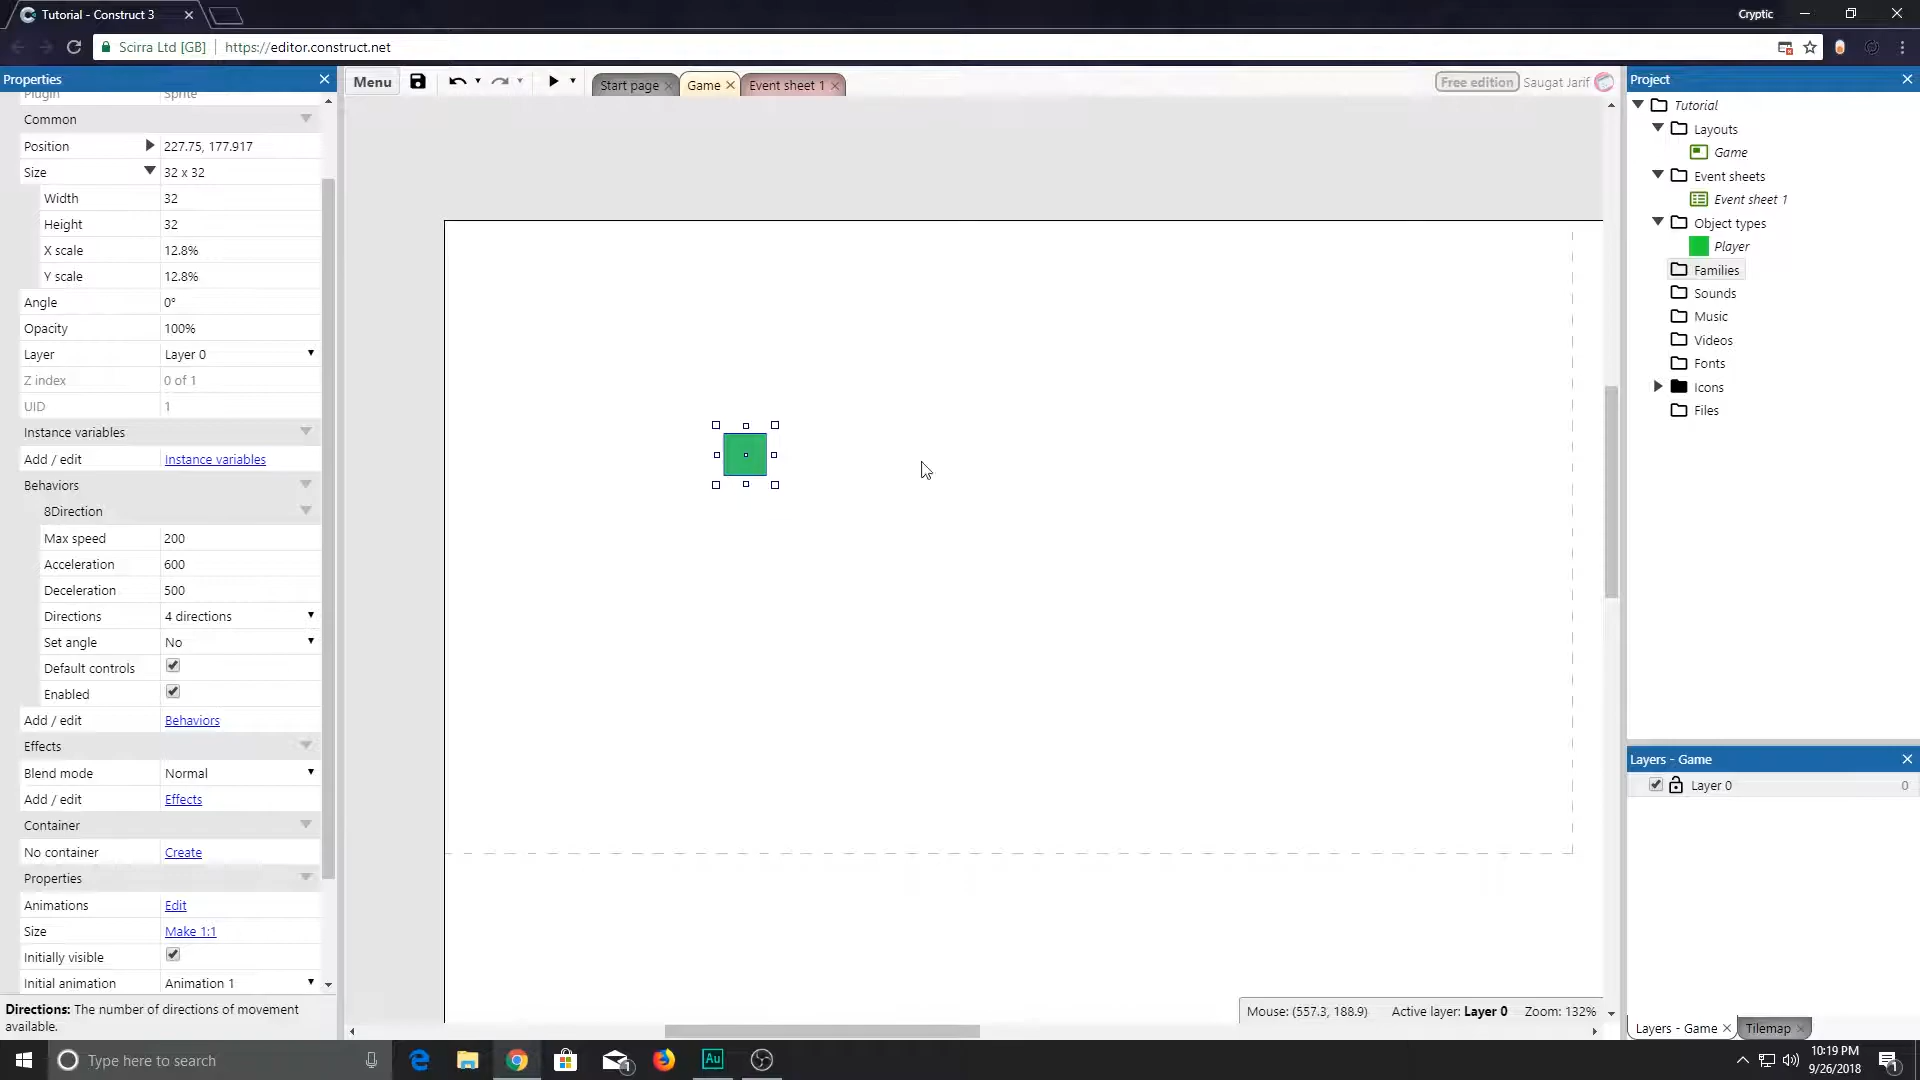 Tutorial - Construct 3
Cryptic
Scirra Ltd [GB] https://editor.construct.net
Properties
Menu
Start page
Game
Event sheet 1
Free edition
Saugat Jarif
Project
Plugin Sprite
Common
Position 227.75, 177.917
Size 32 x 32
Width 32
Height 32
X scale 12.8%
Y scale 12.8%
Angle 0°
Opacity 100%
Layer Layer 0
Z index 0 of 1
UID 1
Instance variables
Add / edit Instance variables
Behaviors
8Direction
Max speed 200
Acceleration 600
Deceleration 500
Directions 4 directions
Set angle No
Default controls
Enabled
Add / edit Behaviors
Effects
Blend mode Normal
Add / edit Effects
Container
No container Create
Properties
Animations Edit
Size Make 1:1
Initially visible
Initial animation Animation 1
Directions: The number of directions of movement
available.
Mouse: (557.3, 188.9) Active layer: Layer 0 Zoom: 132%
Tutorial
Layouts
Game
Event sheets
Event sheet 1
Object types
Player
Families
Sounds
Music
Videos
Fonts
Icons
Files
Layers - Game
Layer 0 0
Layers - Game
Tilemap
Type here to search
1
Au
10:19 PM
9/26/2018
1